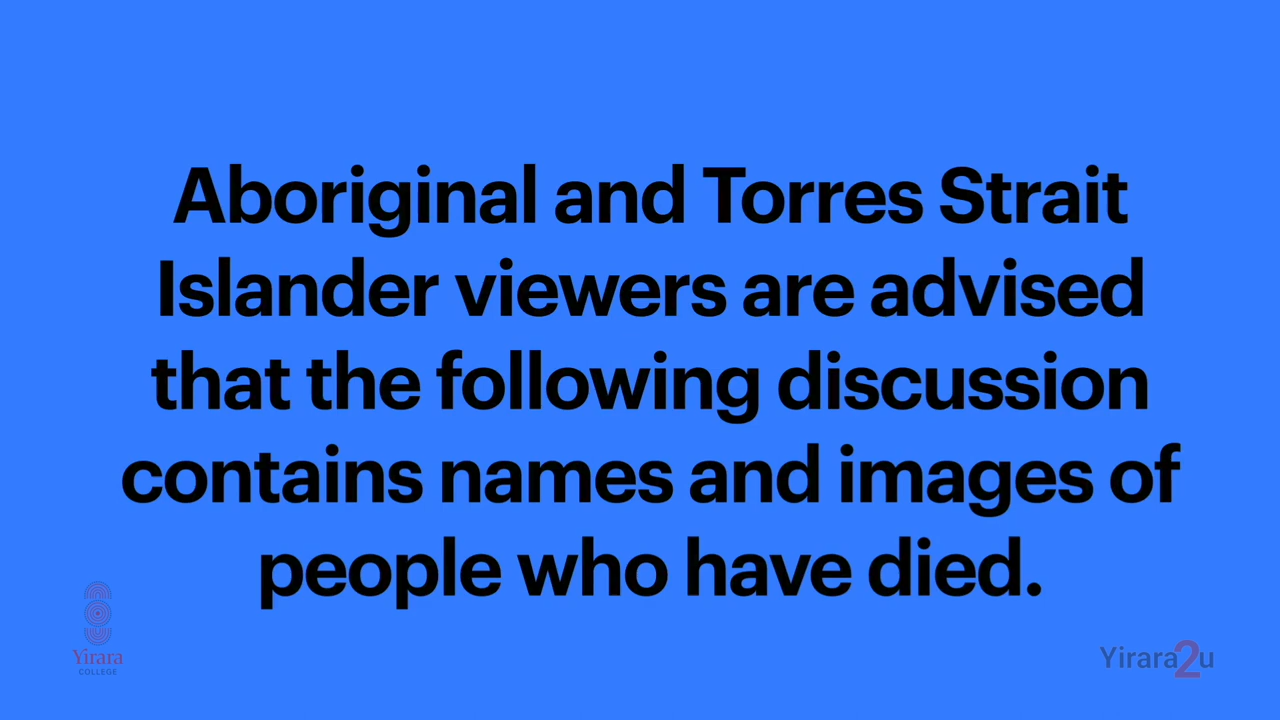 Aboriginal and Torres Strait
Islander viewers are advised
that the following discussion
contains names and images of
people who have died.
Yirara
COLLEGE
Yirara2u